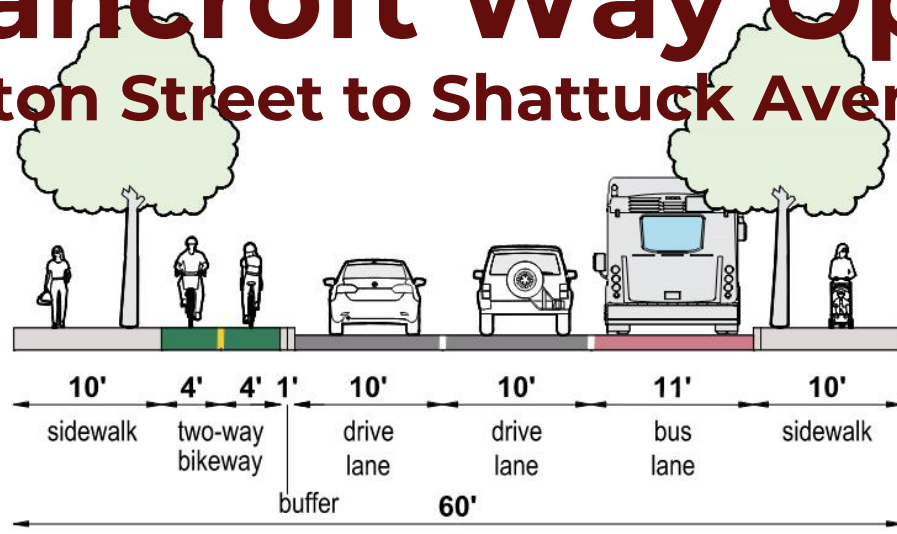 ancroft Way Op
ton Street to Shattuck Aven
10' 4' 4' 1' 10' 10' 11' 10'
sidewalk two-way drive drive bus sidewalk
bikeway lane lane lane
buffer 60'